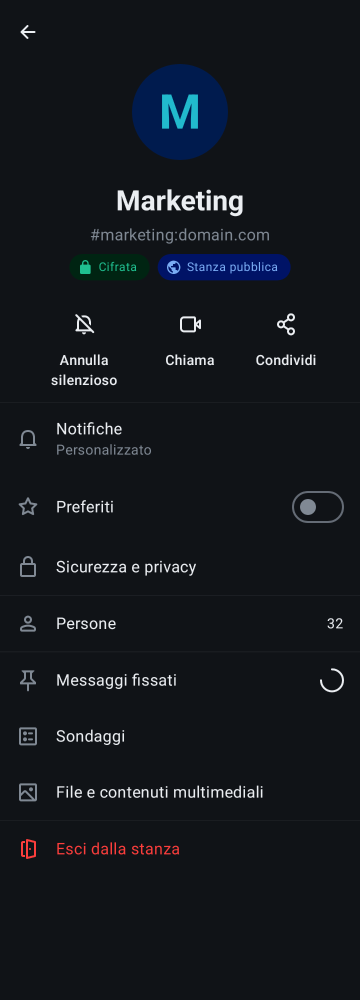 M
Marketing
#marketing:domain.com
Cifrata
Stanza pubblica
Annulla
silenzioso
Chiama
Condividi
Notifiche
Personalizzato
Preferiti
Sicurezza e privacy
Persone
32
Messaggi fissati
Sondaggi
File e contenuti multimediali
Esci dalla stanza